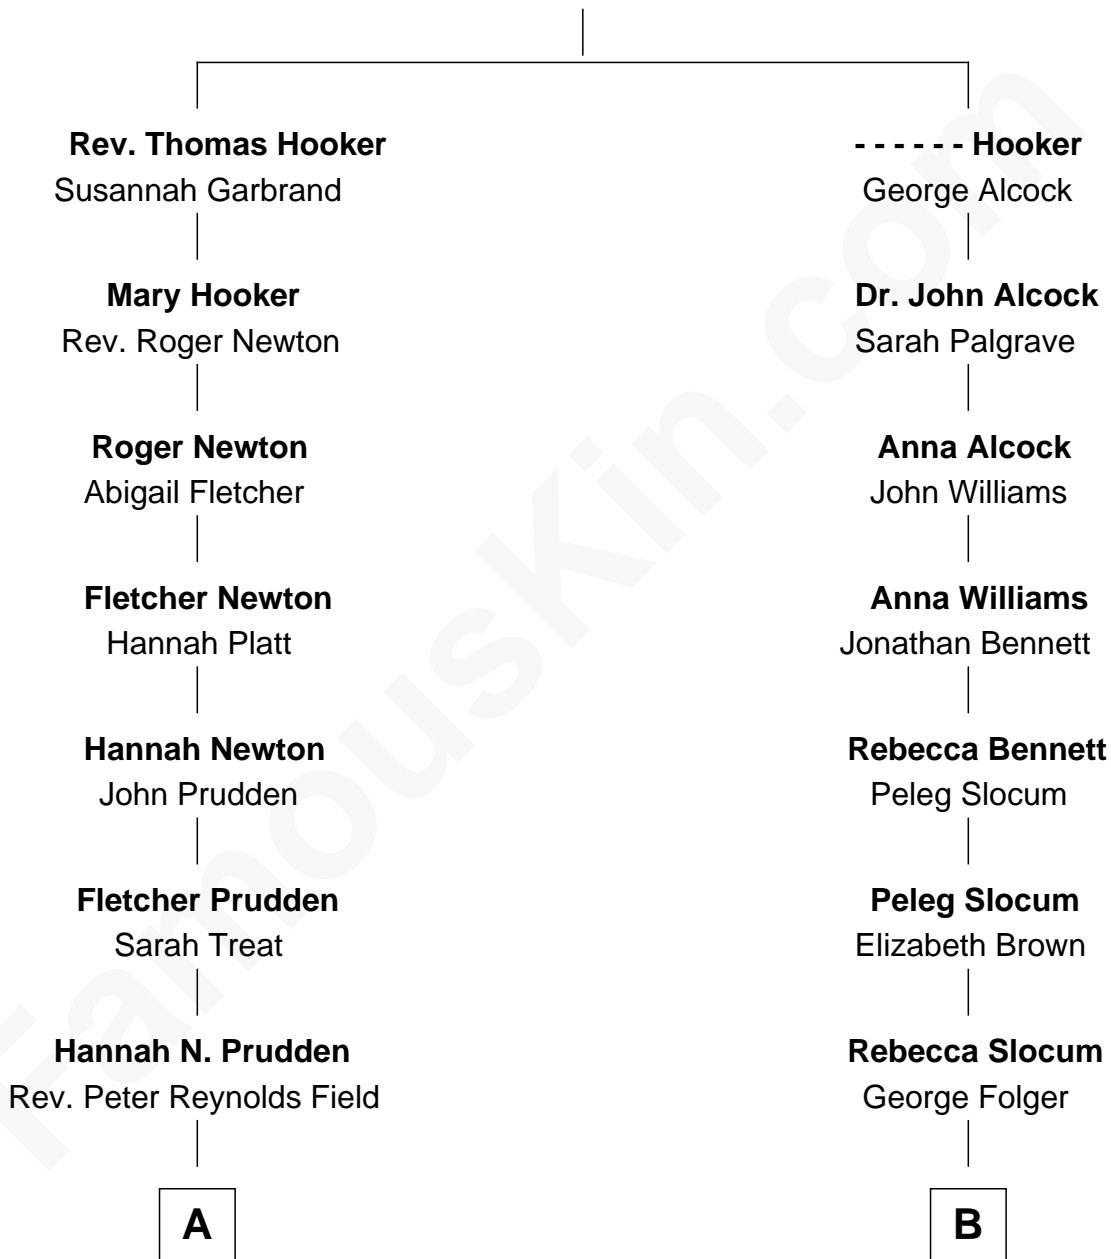 Rev. Thomas Hooker
Susannah Garbrand
Mary Hooker
Rev. Roger Newton
Roger Newton
Abigail Fletcher
Fletcher Newton
Hannah Platt
Hannah Newton
John Prudden
Fletcher Prudden
Sarah Treat
Hannah N. Prudden
Rev. Peter Reynolds Field
A
- - - - - - Hooker
George Alcock
Dr. John Alcock
Sarah Palgrave
Anna Alcock
John Williams
Anna Williams
Jonathan Bennett
Rebecca Bennett
Peleg Slocum
Peleg Slocum
Elizabeth Brown
Rebecca Slocum
George Folger
B
FamousKin.com